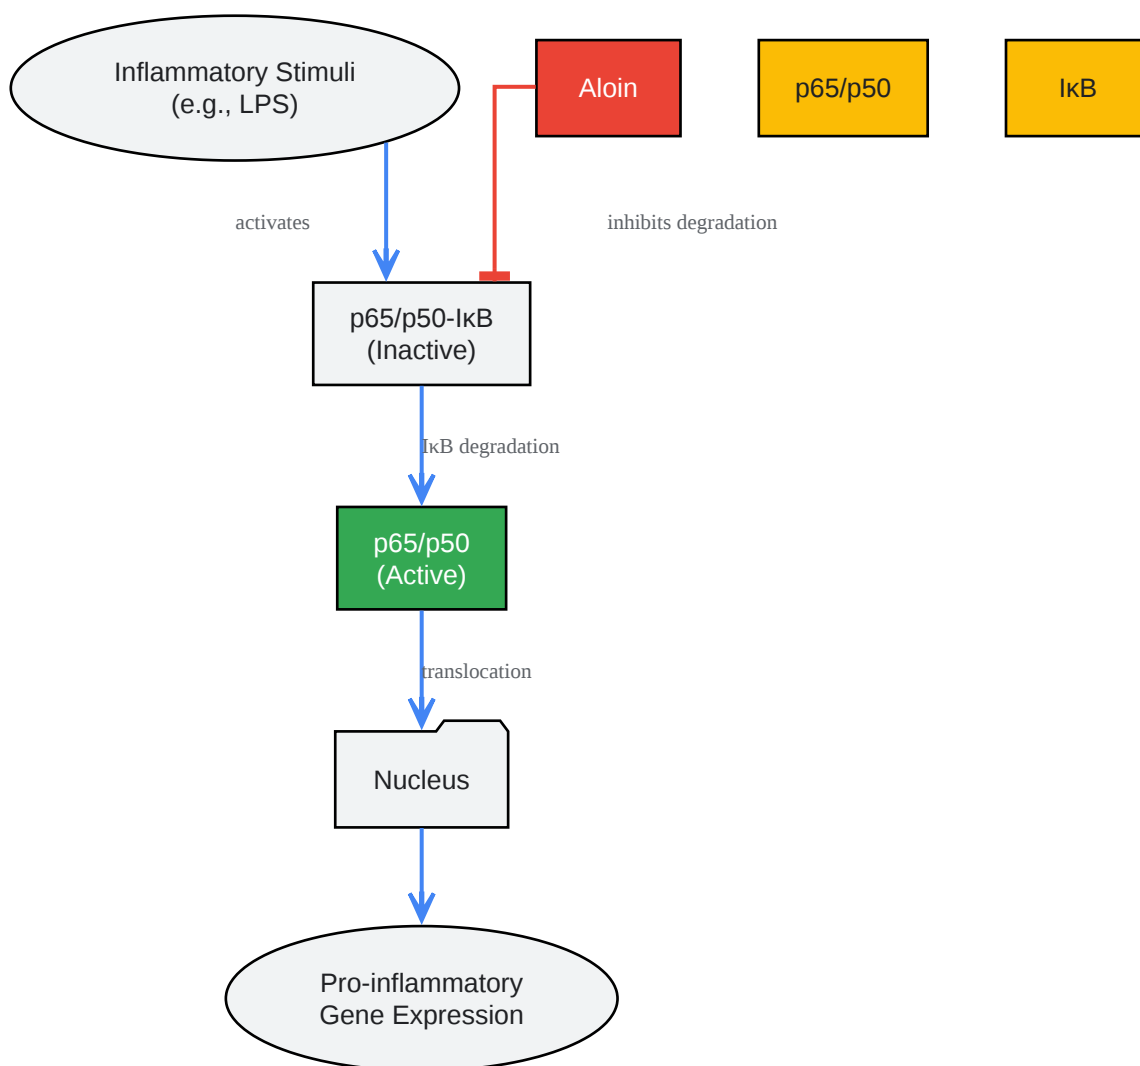 Inflammatory Stimuli
(e.g., LPS)
Aloin
p65/p50
IκB
activates
inhibits degradation
p65/p50-IκB
(Inactive)
IκB degradation
p65/p50
(Active)
translocation
Nucleus
Pro-inflammatory
Gene Expression